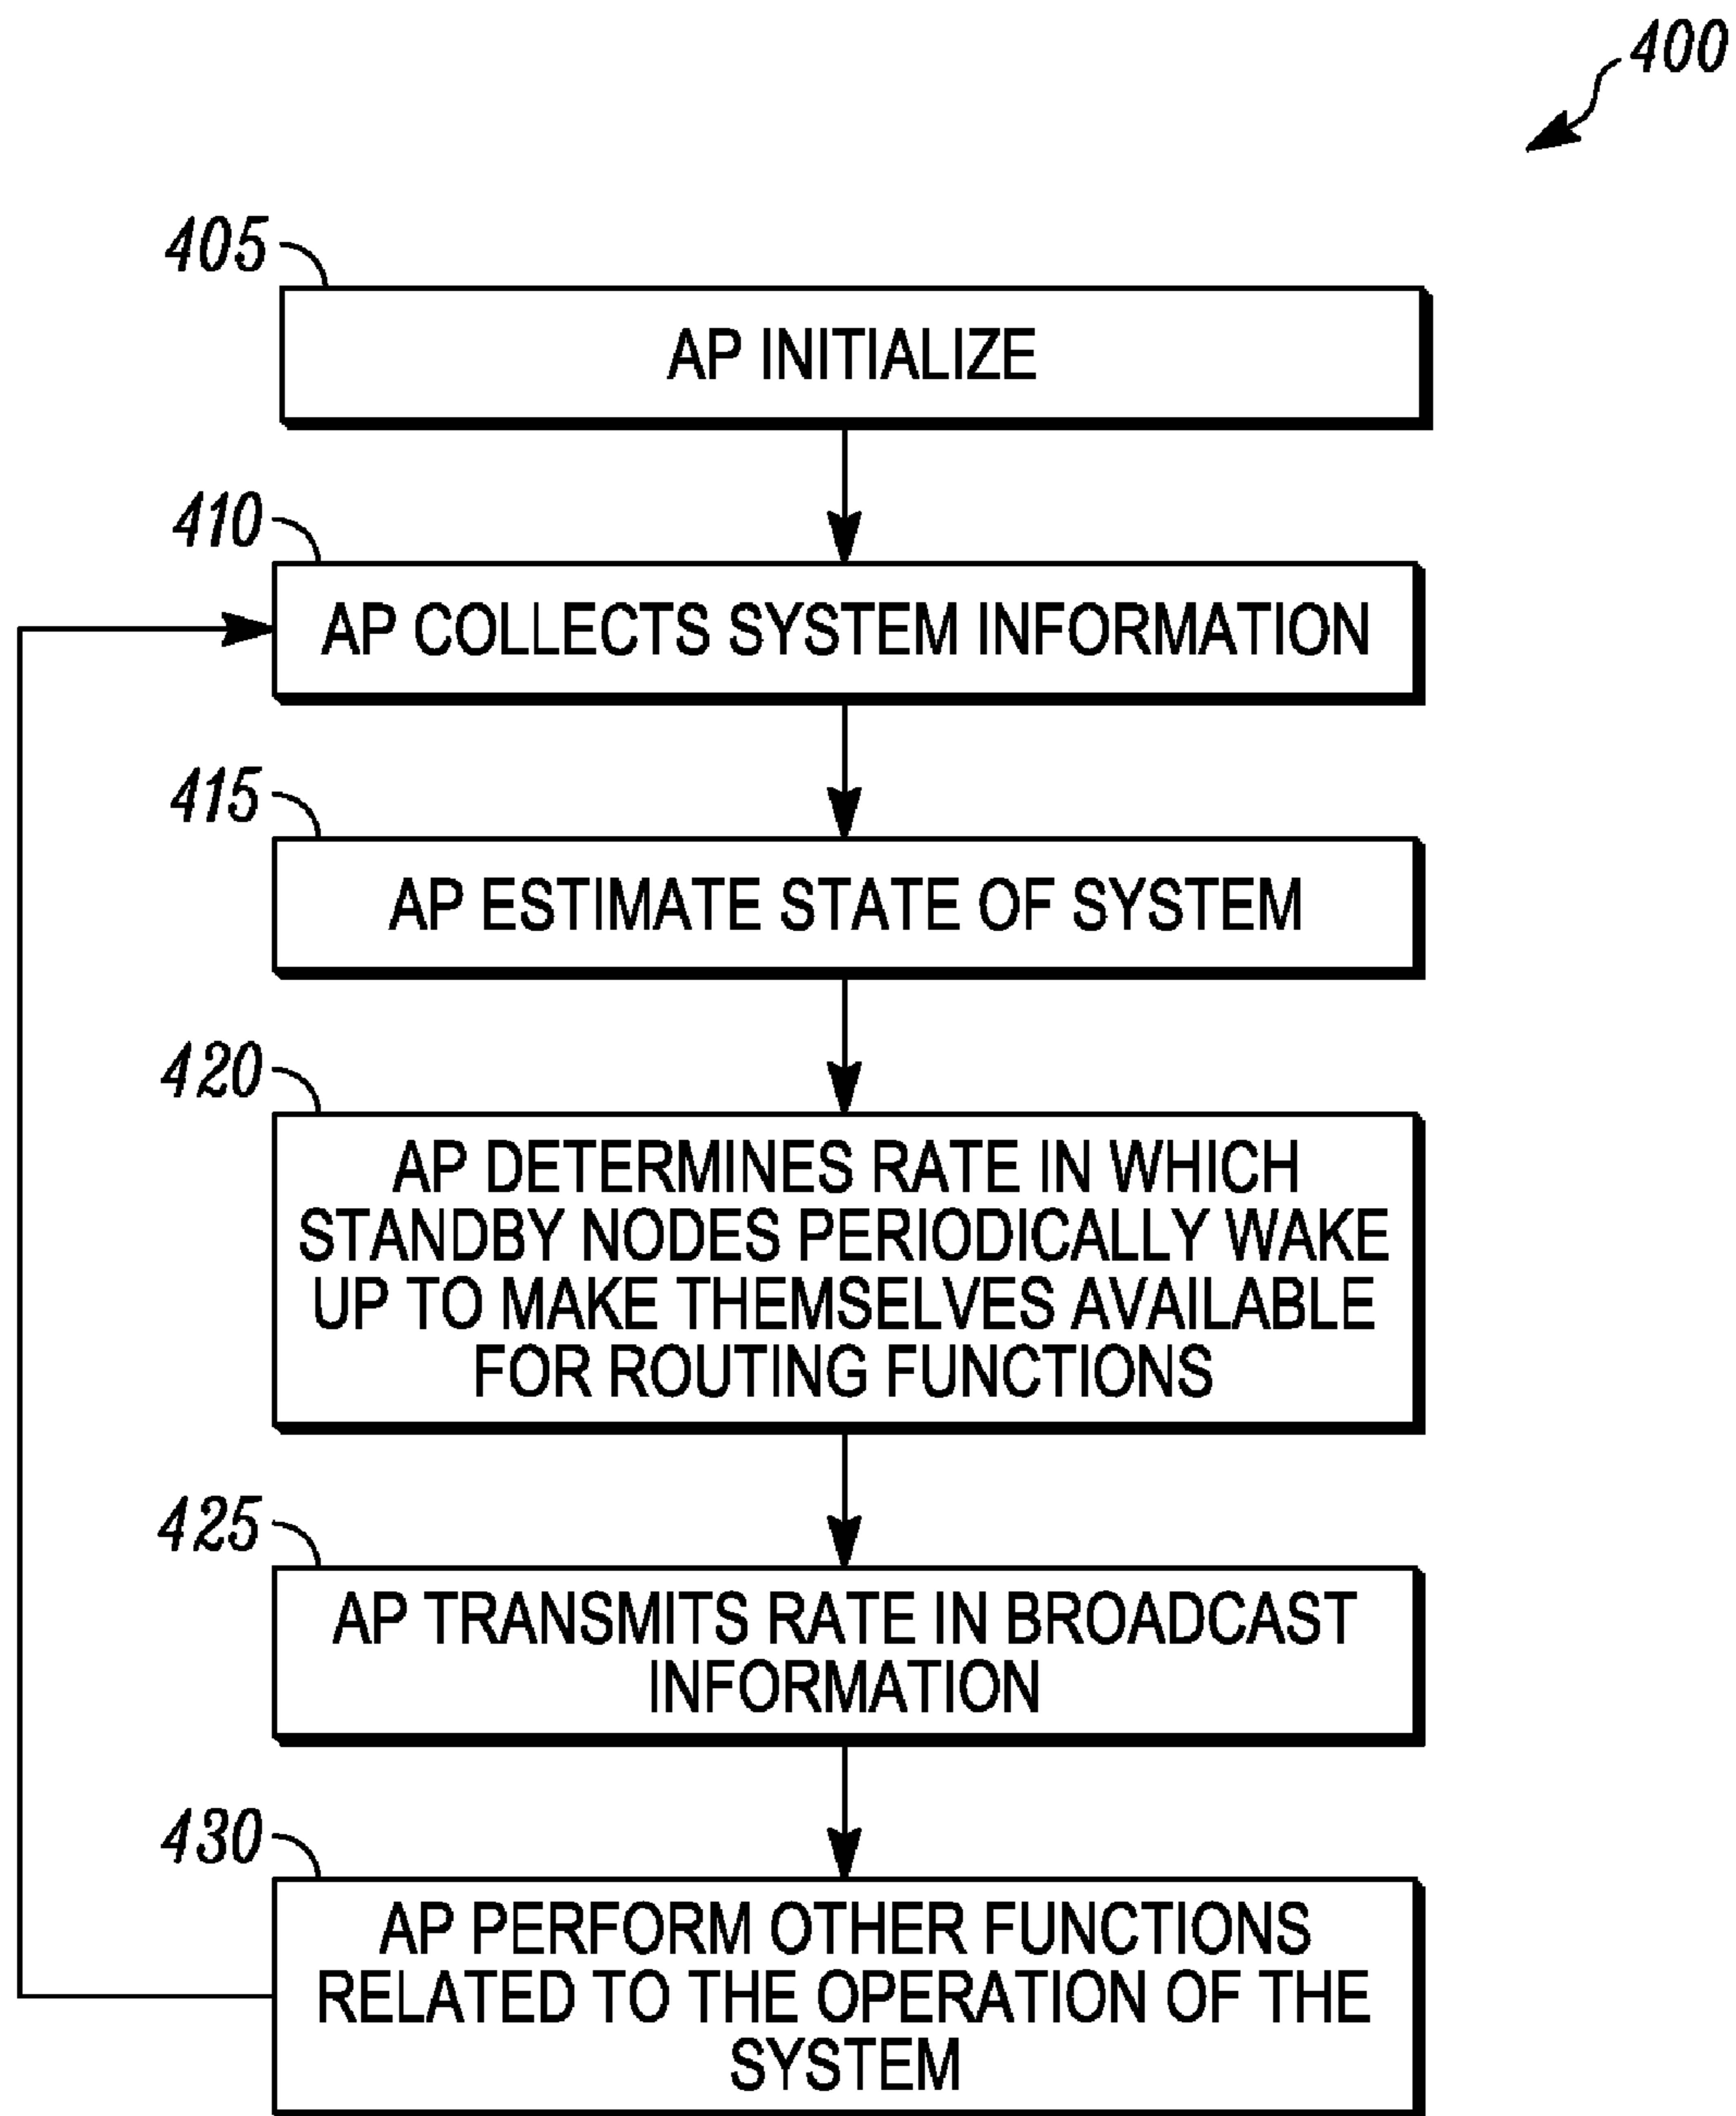 400
405
AP INITIALIZE
410
AP COLLECTS SYSTEM INFORMATION
415
AP ESTIMATE STATE OF SYSTEM
420
AP DETERMINES RATE IN WHICH
STANDBY NODES PERIODICALLY WAKE
UP TO MAKE THEMSELVES AVAILABLE
FOR ROUTING FUNCTIONS
425
AP TRANSMITS RATE IN BROADCAST
INFORMATION
430
AP PERFORM OTHER FUNCTIONS
RELATED TO THE OPERATION OF THE
SYSTEM